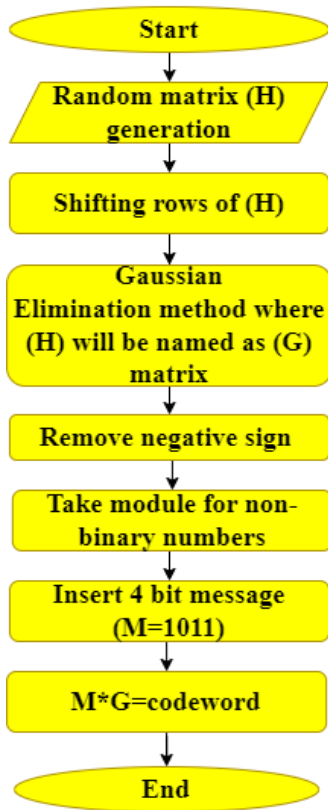 Start
Random matrix (H)
generation
Shifting rows of (H)
Gaussian
Elimination method where
(H) will be named as (G)
matrix
Remove negative sign
Take module for non-
binary numbers
Insert 4 bit message
(M=1011)
M*G=codeword
End